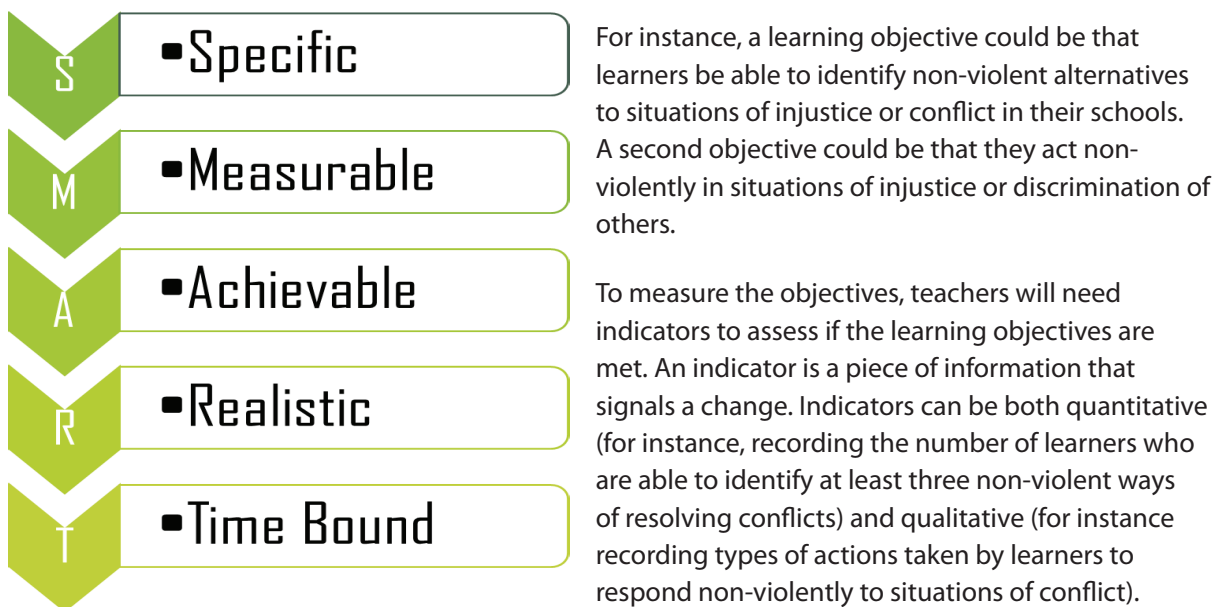 S
▪Specific
M
▪Measurable
A
▪Achievable
R
▪Realistic
T
▪Time Bound
For instance, a learning objective could be that
learners be able to identify non-violent alternatives
to situations of injustice or conflict in their schools.
A second objective could be that they act non-
violently in situations of injustice or discrimination of
others.
To measure the objectives, teachers will need
indicators to assess if the learning objectives are
met. An indicator is a piece of information that
signals a change. Indicators can be both quantitative
(for instance, recording the number of learners who
are able to identify at least three non-violent ways
of resolving conflicts) and qualitative (for instance
recording types of actions taken by learners to
respond non-violently to situations of conflict).